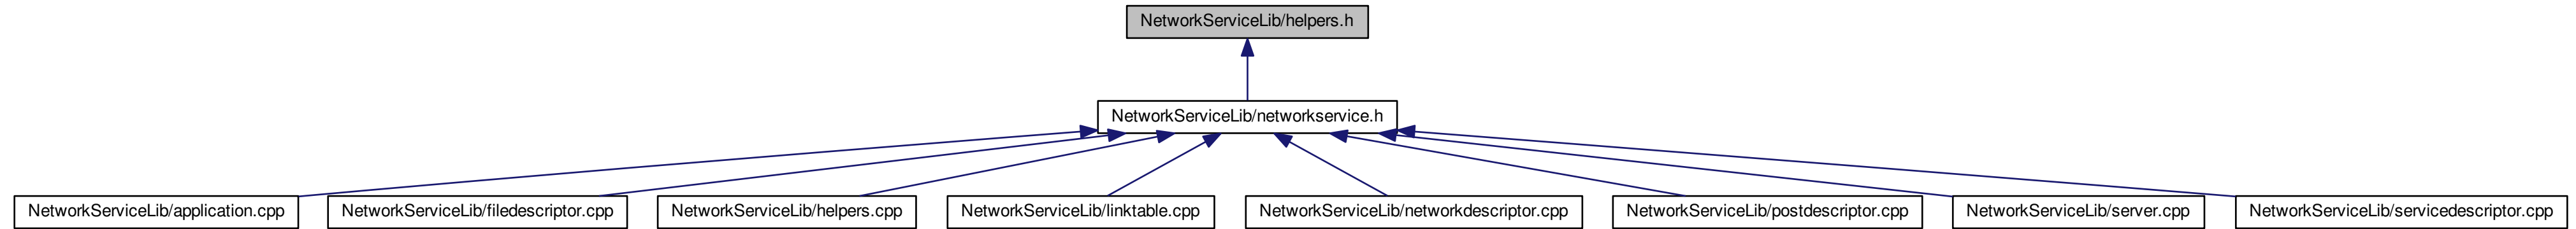 NetworkServiceLib/helpers.h
NetworkServiceLib/networkservice.h
NetworkServiceLib/application.cpp
NetworkServiceLib/filedescriptor.cpp
NetworkServiceLib/helpers.cpp
NetworkServiceLib/linktable.cpp
NetworkServiceLib/networkdescriptor.cpp
NetworkServiceLib/postdescriptor.cpp
NetworkServiceLib/server.cpp
NetworkServiceLib/servicedescriptor.cpp